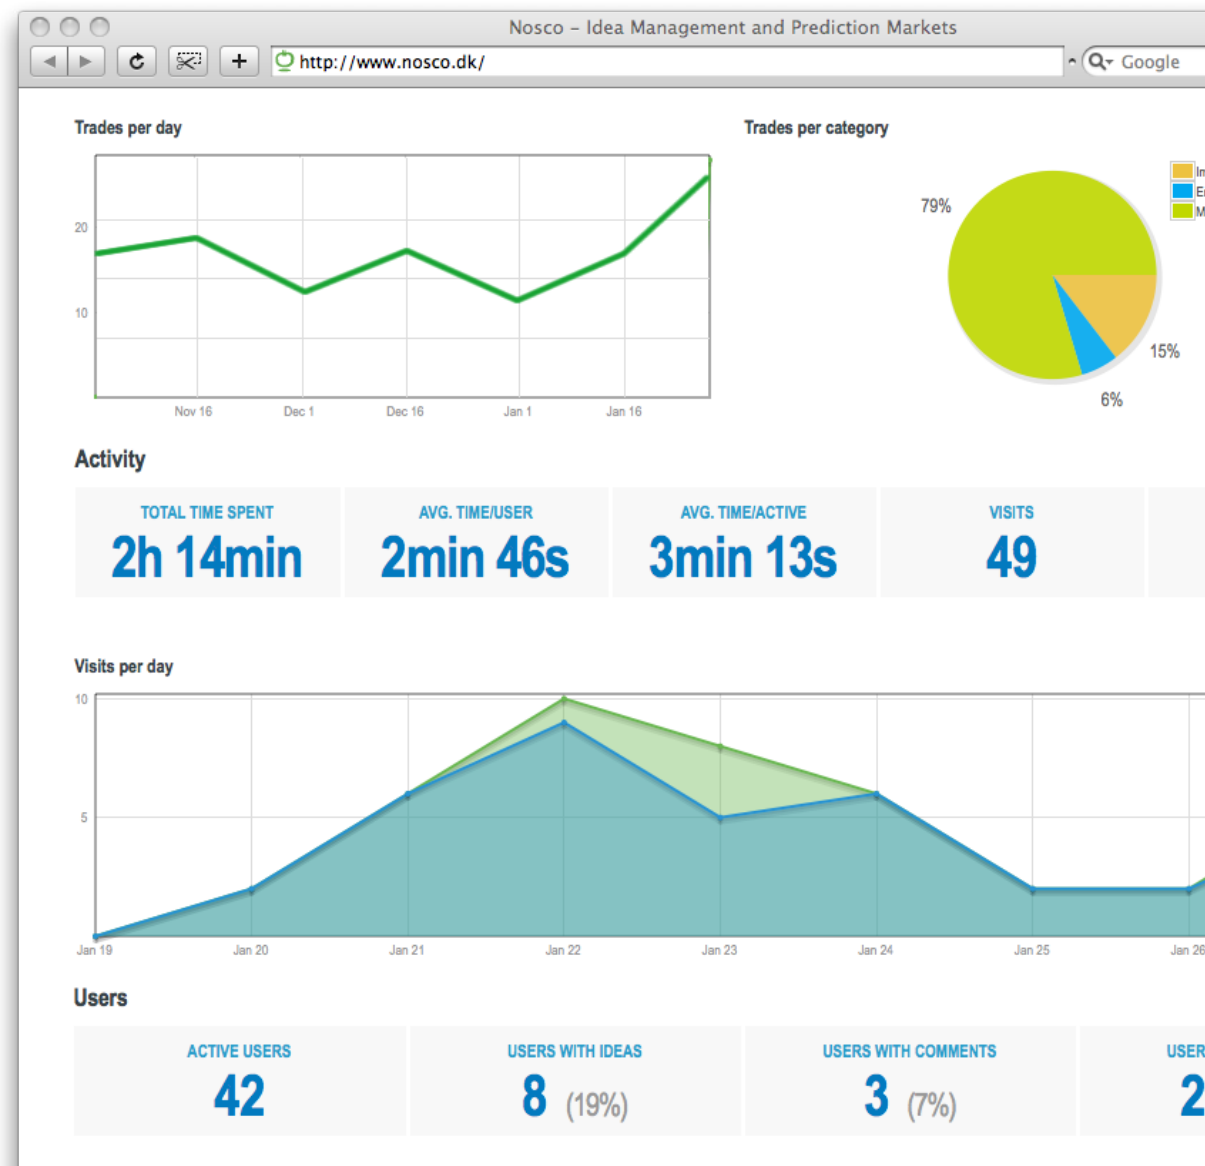 Nosco – Idea Management and Prediction Markets
http://www.nosco.dk/
Google
Trades per day
Trades per category
20
10
Nov 16 Dec 1 Dec 16 Jan 1 Jan 16
79%
15%
6%
Activity
TOTAL TIME SPENT
2h 14min
AVG. TIME/USER
2min 46s
AVG. TIME/ACTIVE
3min 13s
VISITS
49
Visits per day
10
5
Jan 19 Jan 20 Jan 21 Jan 22 Jan 23 Jan 24 Jan 25 Jan 26
Users
ACTIVE USERS
42
USERS WITH IDEAS
8 (19%)
USERS WITH COMMENTS
3 (7%)
USER
2